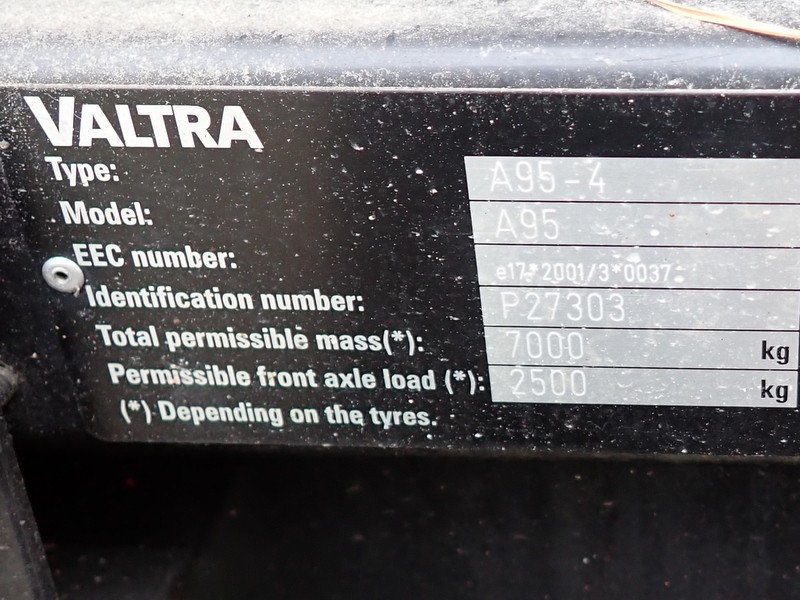 VALTRA
Type: A95-4
Model: A95
EEC number: e17*2001/3*0037*
Identification number: P27303
Total permissible mass(*): 7000 kg
Permissible front axle load (*): 2500 kg
(*) Depending on the tyres.